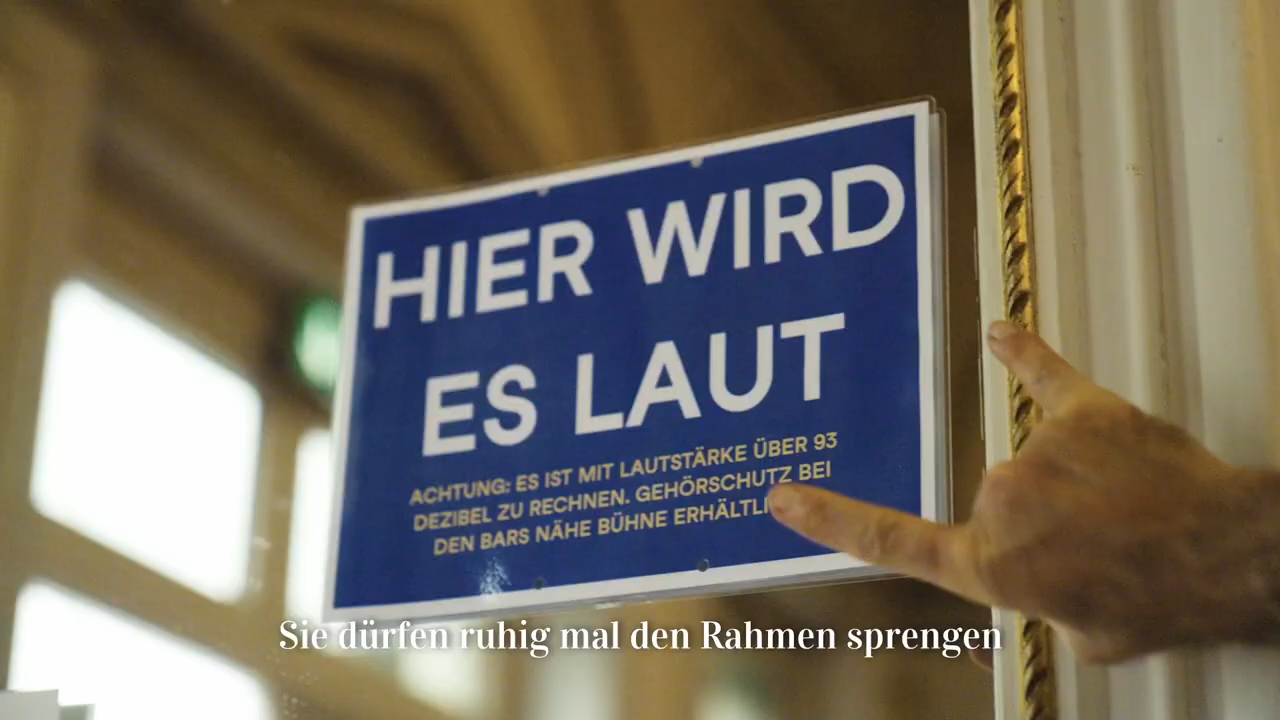 HIER WIRD
ES LAUT
ACHTUNG: ES IST MIT LAUTSTÄRKE ÜBER 93
DEZIBEL ZU RECHNEN. GEHÖRSCHUTZ BEI
DEN BARS NÄHE BÜHNE
Sie dürfen ruhig mal den Rahmen sprengen